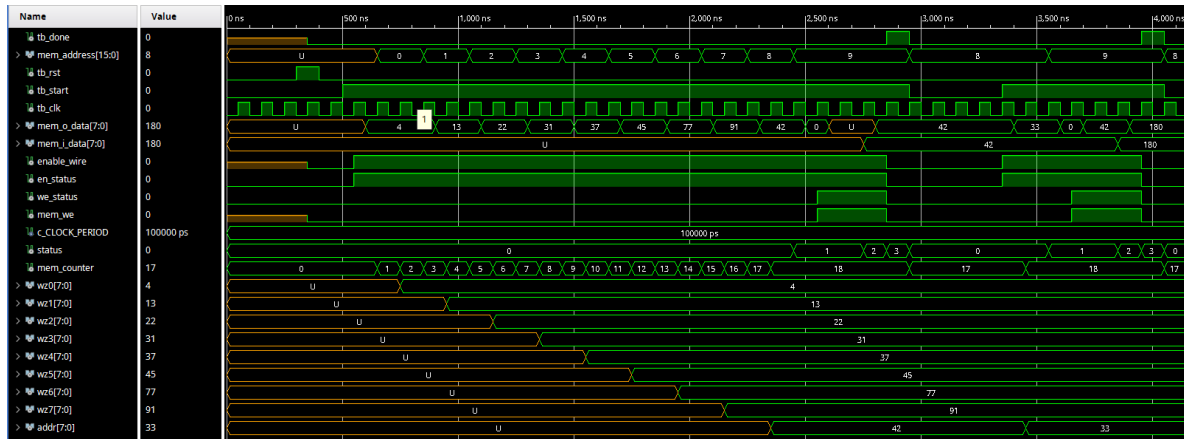 Name Value 0 ns 500 ns 1,000 ns 1,500 ns 2,000 ns 2,500 ns 3,000 ns 3,500 ns 4,000 ns
tb_done 0
mem_address[15:0] 8 U 0 1 2 3 4 5 6 7 8 9 8 9 8
tb_rst 0
tb_start 0
tb_clk 0
1
mem_o_data[7:0] 180 U 4 13 22 31 37 45 77 91 42 0 U 42 33 0 42 180
mem_i_data[7:0] 180 U 42 180
enable_wire 0
en_status 0
we_status 0
mem_we 0
c_CLOCK_PERIOD 100000 ps 100000 ps
status 0 0 1 2 3 0 1 2 3 0
mem_counter 17 0 1 2 3 4 5 6 7 8 9 10 11 12 13 14 15 16 17 18 17 18 17
wz0[7:0] 4 U 4
wz1[7:0] 13 U 13
wz2[7:0] 22 U 22
wz3[7:0] 31 U 31
wz4[7:0] 37 U 37
wz5[7:0] 45 U 45
wz6[7:0] 77 U 77
wz7[7:0] 91 U 91
addr[7:0] 33 U 42 33